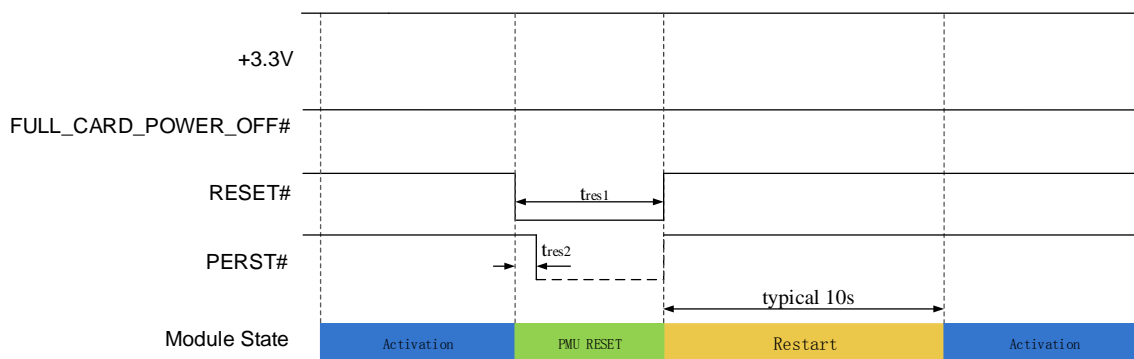 +3.3V
FULL_CARD_POWER_OFF#
RESET#
tres1
PERST#
tres2
typical 10s
Module State
Activation
PMU RESET
Restart
Activation